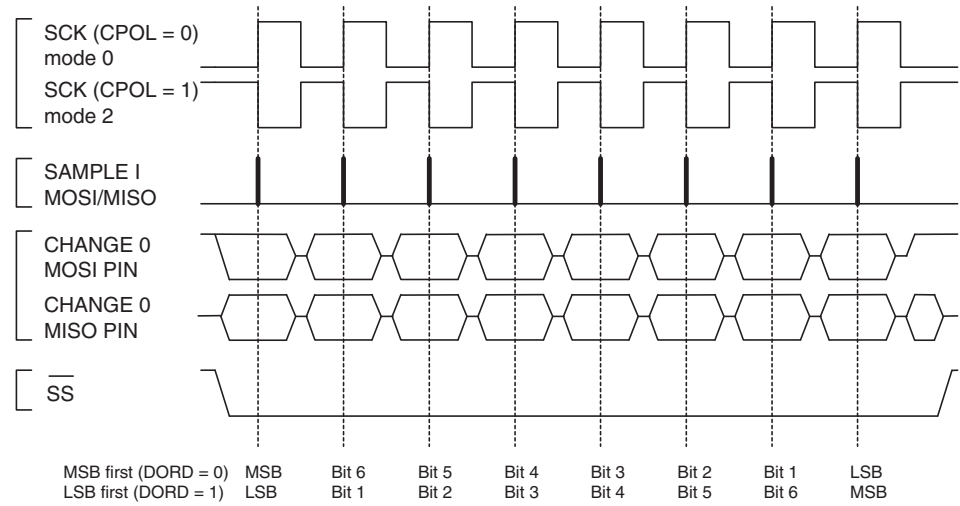 SCK (CPOL = 0)
mode 0
SCK (CPOL = 1)
mode 2
SAMPLE I
MOSI/MISO
CHANGE 0
MOSI PIN
CHANGE 0
MISO PIN
SS
MSB first (DORD = 0) MSB Bit 6 Bit 5 Bit 4 Bit 3 Bit 2 Bit 1 LSB
LSB first (DORD = 1) LSB Bit 1 Bit 2 Bit 3 Bit 4 Bit 5 Bit 6 MSB